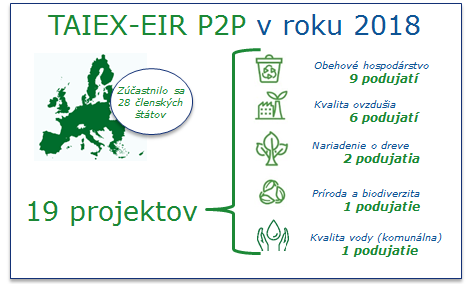 TAIEX-EIR P2P v roku 2018
Zúčastnilo sa
28 členských
štátov
19 projektov
Obehové hospodárstvo
9 podujatí
Kvalita ovzdušia
6 podujatí
Nariadenie o dreve
2 podujatia
Príroda a biodiverzita
1 podujatie
Kvalita vody (komunálna)
1 podujatie